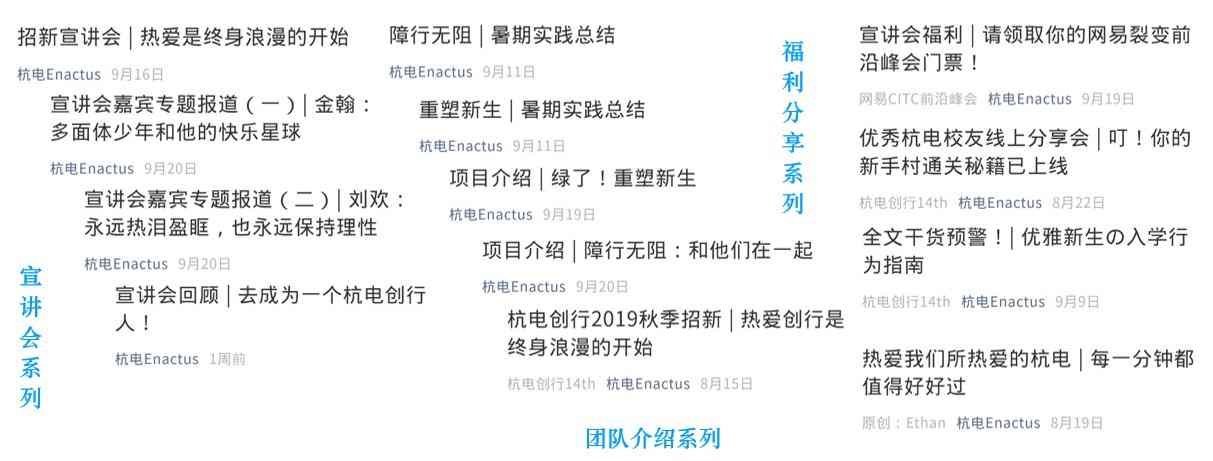 招新宣讲会 | 热爱是终身浪漫的开始
杭电Enactus 9月16日
宣讲会嘉宾专题报道（一）| 金翰：
多面体少年和他的快乐星球
杭电Enactus 9月20日
宣讲会嘉宾专题报道（二）| 刘欢：
永远热泪盈眶，也永远保持理性
杭电Enactus 9月20日
宣讲会回顾 | 去成为一个杭电创行
人！
杭电Enactus 1周前
宣讲会系列
障行无阻 | 暑期实践总结
杭电Enactus 9月11日
重塑新生 | 暑期实践总结
杭电Enactus 9月11日
项目介绍 | 绿了！重塑新生
杭电Enactus 9月19日
项目介绍 | 障行无阻：和他们在一起
杭电Enactus 9月20日
杭电创行2019秋季招新 | 热爱创行是
终身浪漫的开始
杭电创行14th 杭电Enactus 8月15日
团队介绍系列
福利分享系列
宣讲会福利 | 请领取你的网易裂变前
沿峰会门票！
网易CITC前沿峰会 杭电Enactus 9月19日
优秀杭电校友线上分享会 | 叮！你的
新手村通关秘籍已上线
杭电创行14th 杭电Enactus 8月22日
全文干货预警！| 优雅新生の入学行
为指南
杭电创行14th 杭电Enactus 9月9日
热爱我们所热爱的杭电 | 每一分钟都
值得好好过
原创：Ethan 杭电Enactus 8月19日